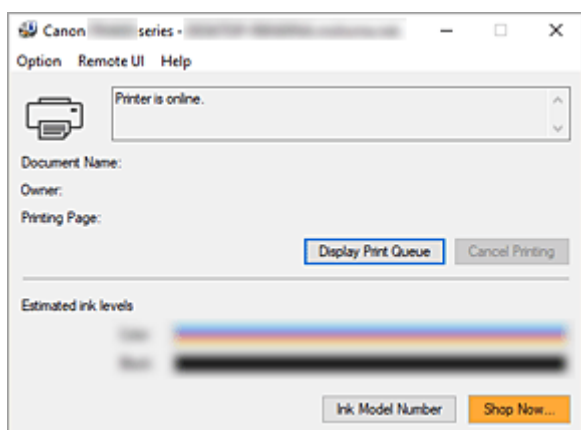 Canon series -
Option Remote UI Help
Printer is online.
Document Name:
Owner:
Printing Page:
Display Print Queue Cancel Printing
Estimated ink levels
Ink Model Number Shop Now...